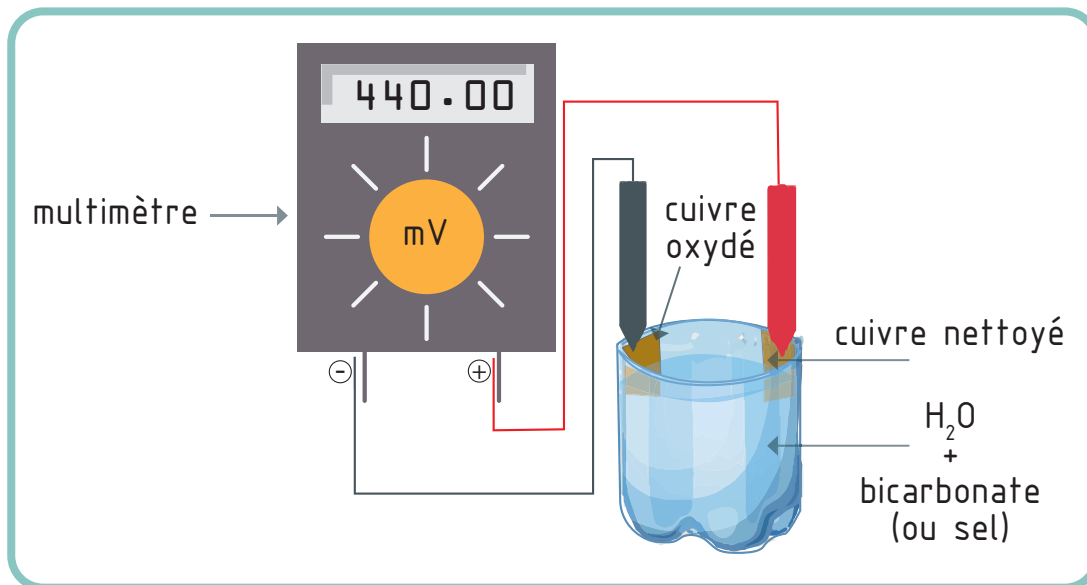 440.00
multimètre
mV
cuivre
oxydé
cuivre nettoyé
- +
H₂O
+
bicarbonate
(ou sel)